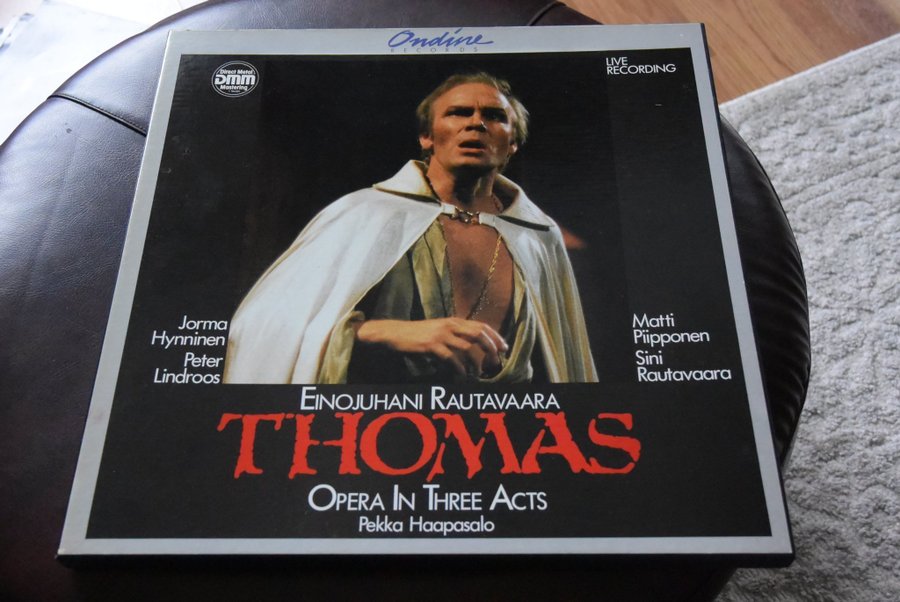 Ondine
RECORDS
Direct Metal
DMM
Mastering
LIVE
RECORDING
Jorma
Hynninen
Peter
Lindroos
Matti
Piipponen
Sini
Rautavaara
EINOJUHANI RAUTAVAARA
THOMAS
OPERA IN THREE ACTS
Pekka Haapasalo